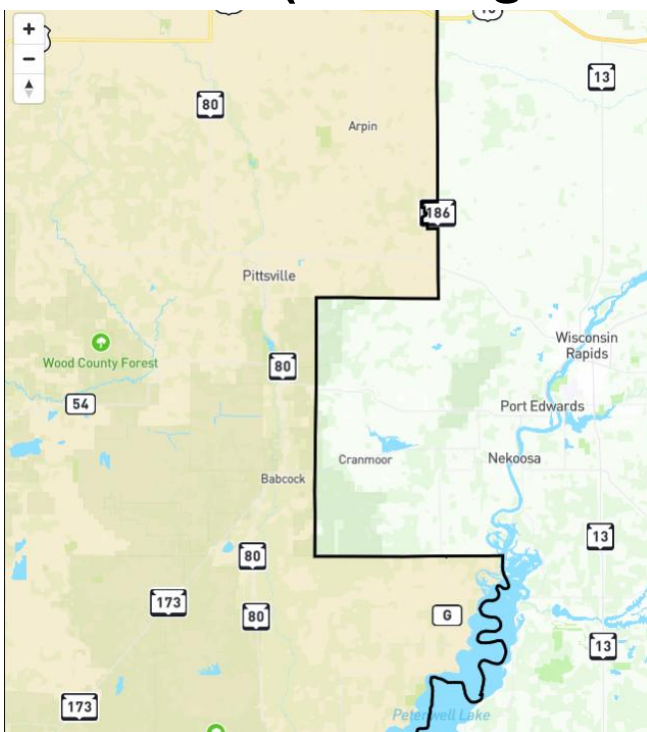 +
80
13
−
Arpin
186
Pittsville
Wisconsin
Rapids
Wood County Forest
80
54
Port Edwards
Cranmoor
Nekoosa
Babcock
13
80
173
80
G
13
173
Petenwell Lake